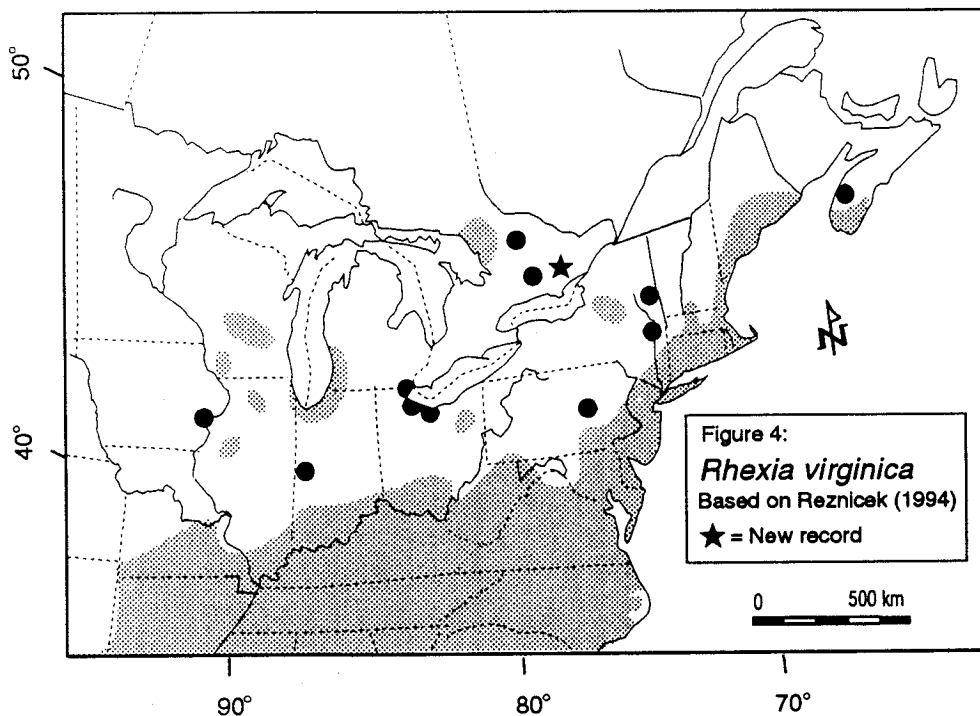 50°
40°
N
Figure 4:
Rhexia virginica
Based on Reznicek (1994)
★ = New record
0 500 km
90° 80° 70°